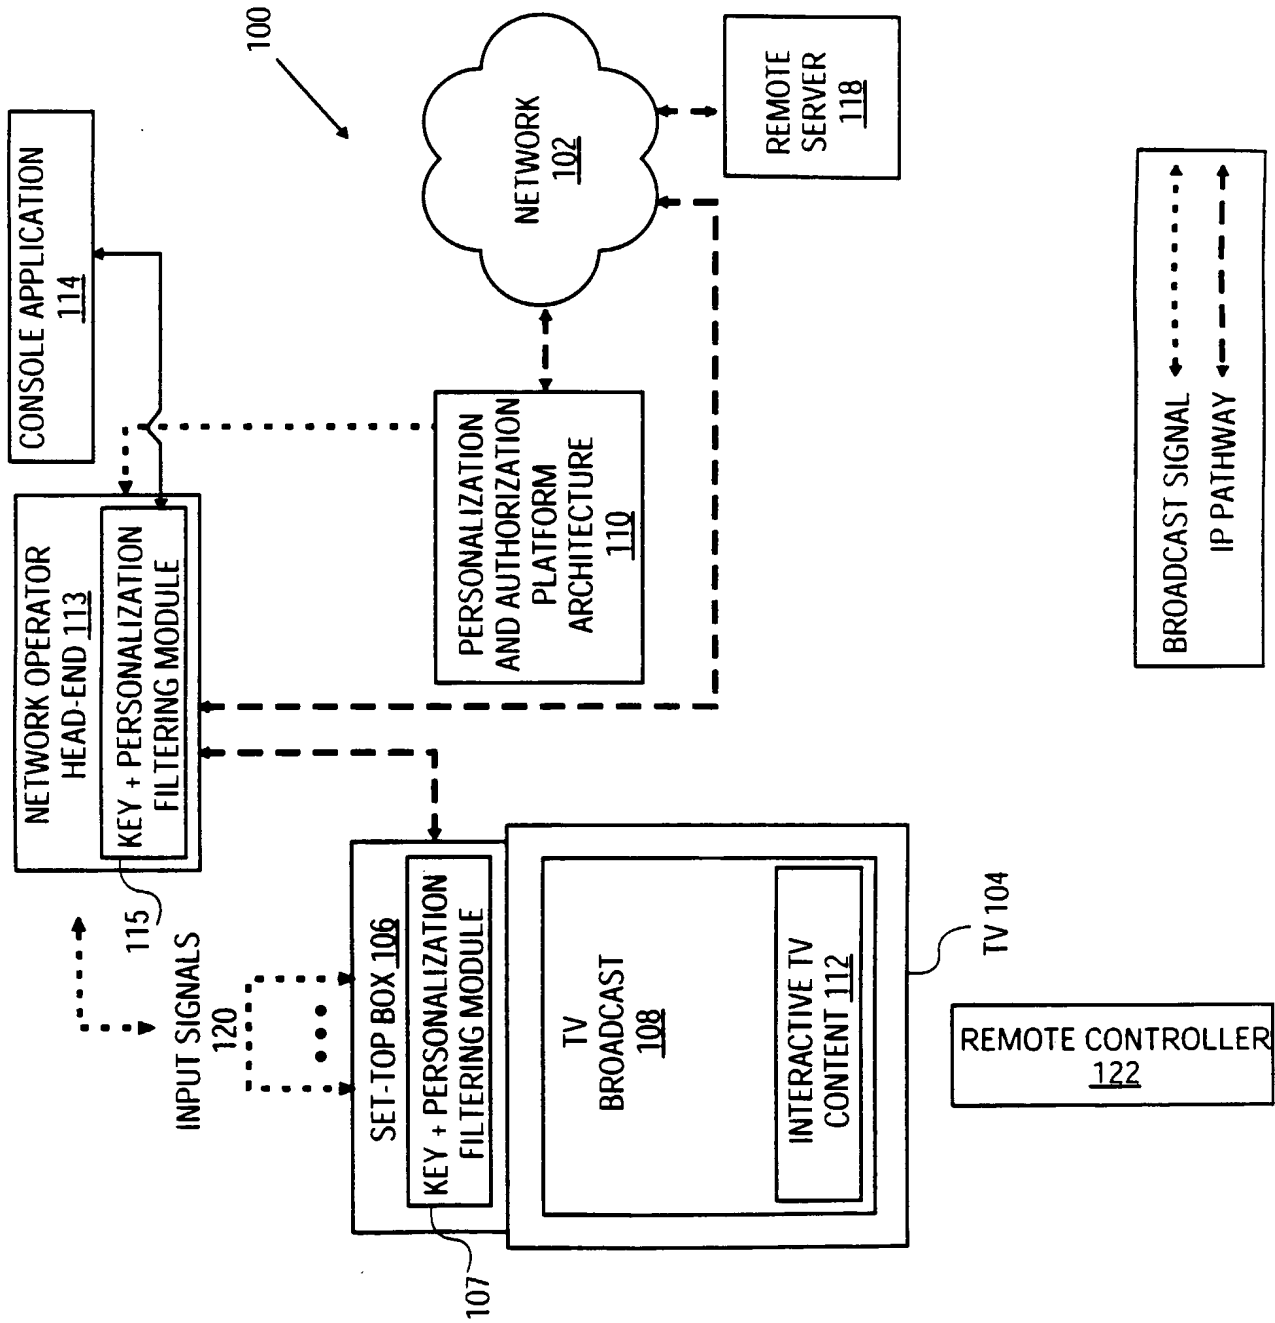 100
CONSOLE APPLICATION
114
NETWORK OPERATOR
HEAD-END 113
KEY + PERSONALIZATION
FILTERING MODULE
115
INPUT SIGNALS
120
NETWORK
102
REMOTE
SERVER
118
PERSONALIZATION
AND AUTHORIZATION
PLATFORM
ARCHITECTURE
110
SET-TOP BOX 106
KEY + PERSONALIZATION
FILTERING MODULE
107
TV
BROADCAST
108
INTERACTIVE TV
CONTENT 112
TV 104
REMOTE CONTROLLER
122
BROADCAST SIGNAL
IP PATHWAY